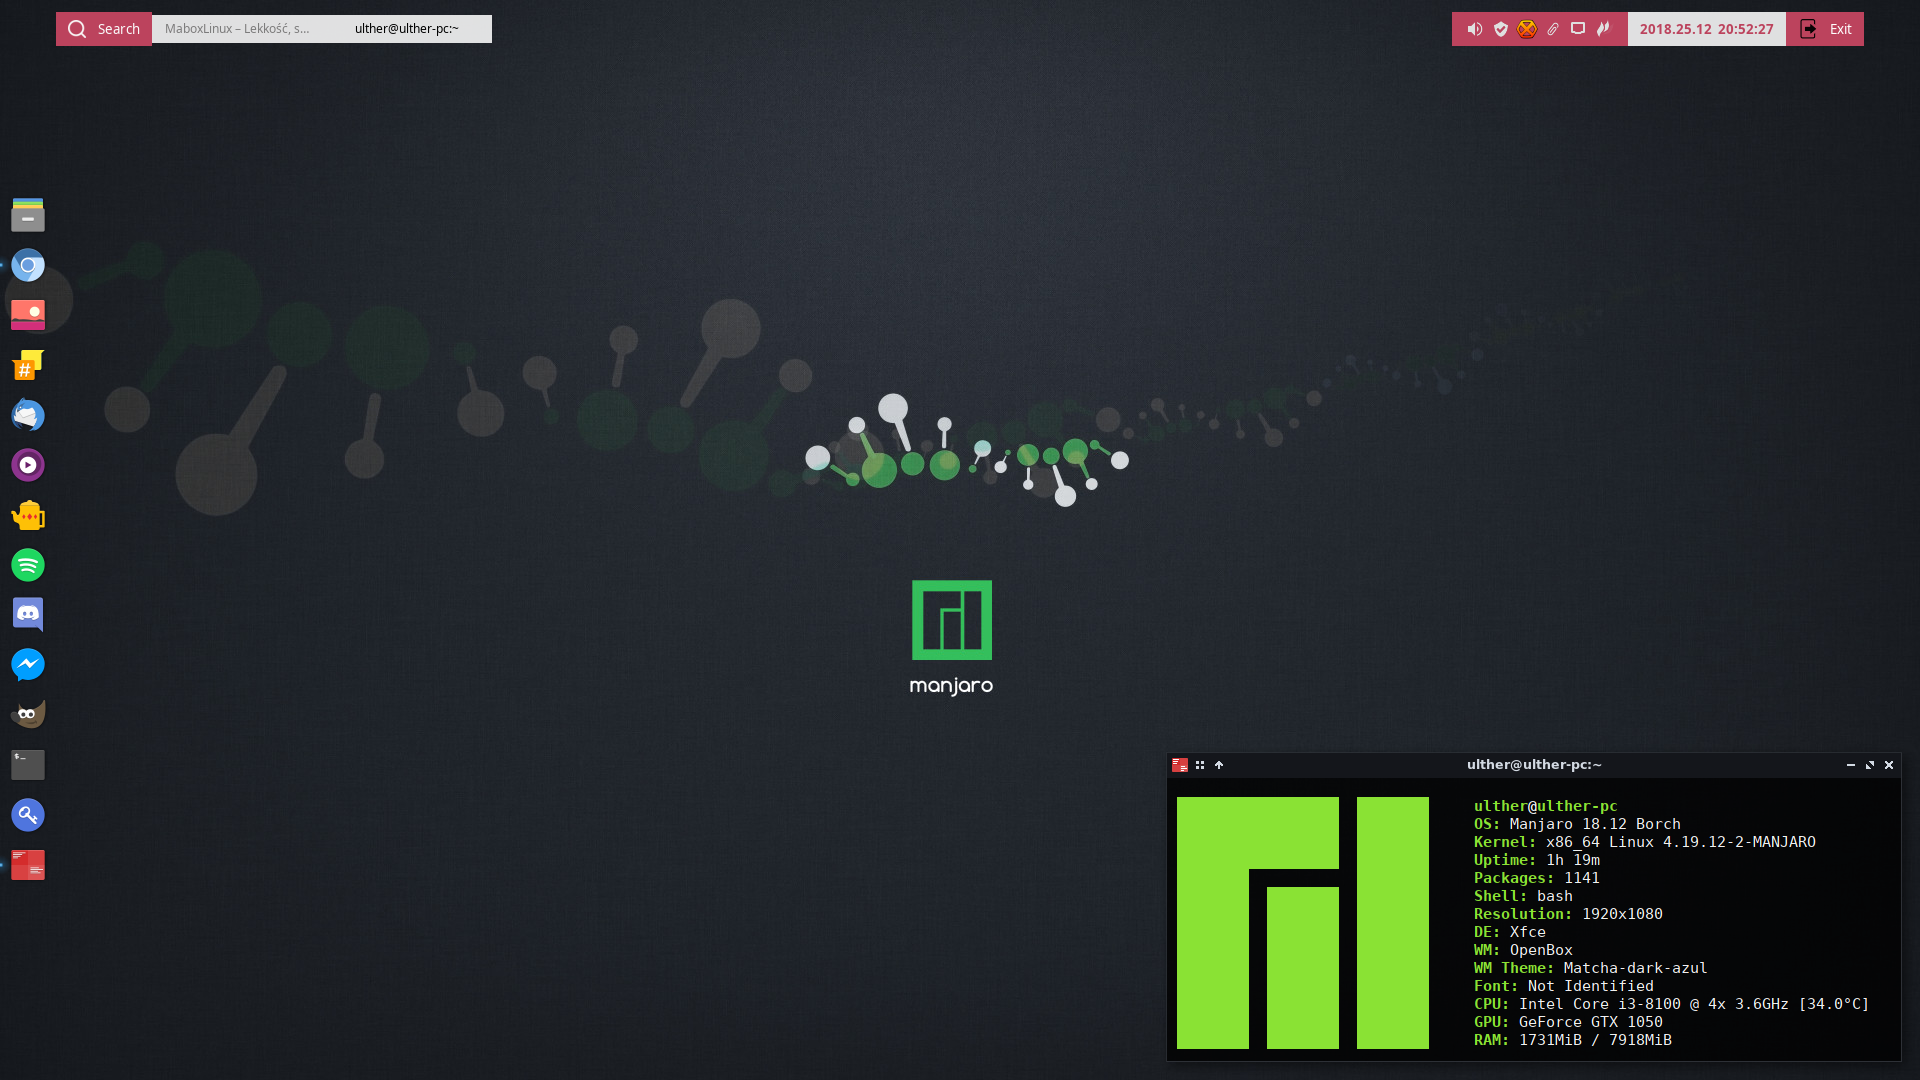 Search
MaboxLinux – Lekkość, s...
ulther@ulther-pc:~
2018.25.12 20:52:27
Exit
#
$_
manjaro
ulther@ulther-pc:~
ulther@ulther-pc
OS: Manjaro 18.12 Borch
Kernel: x86_64 Linux 4.19.12-2-MANJARO
Uptime: 1h 19m
Packages: 1141
Shell: bash
Resolution: 1920x1080
DE: Xfce
WM: OpenBox
WM Theme: Matcha-dark-azul
Font: Not Identified
CPU: Intel Core i3-8100 @ 4x 3.6GHz [34.0°C]
GPU: GeForce GTX 1050
RAM: 1731MiB / 7918MiB